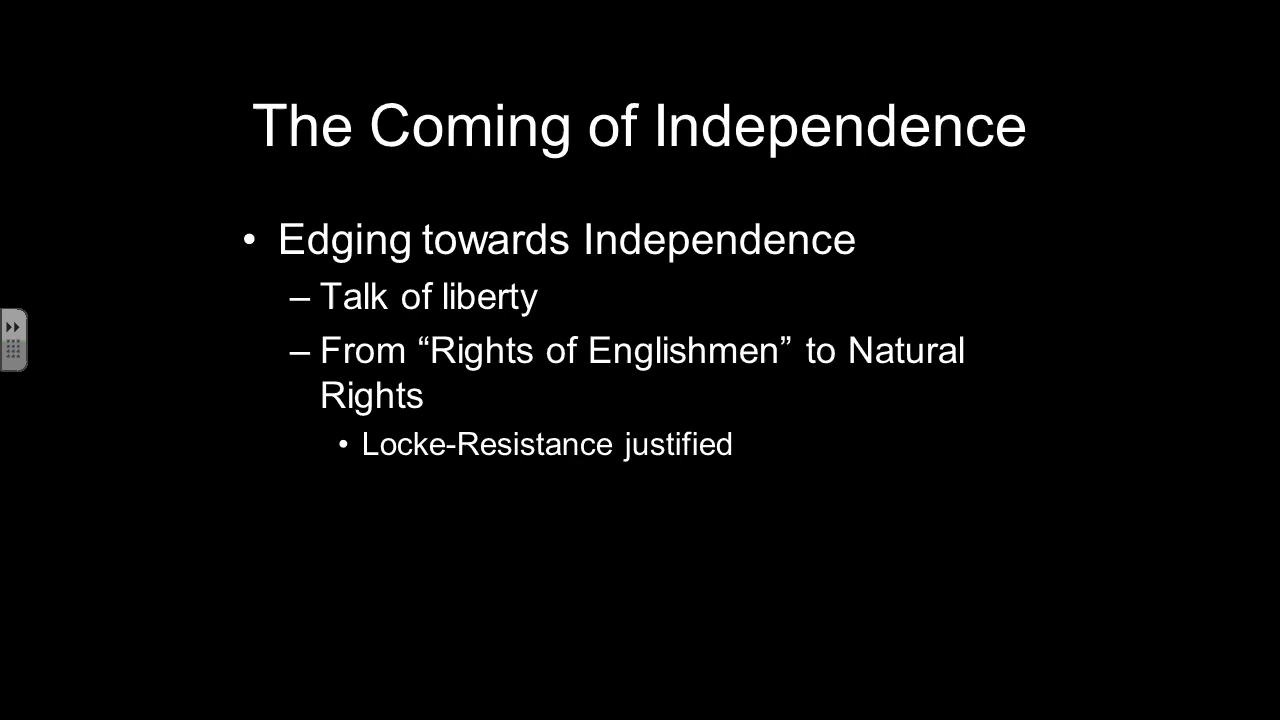 The Coming of Independence
• Edging towards Independence
– Talk of liberty
– From “Rights of Englishmen” to Natural
Rights
• Locke-Resistance justified